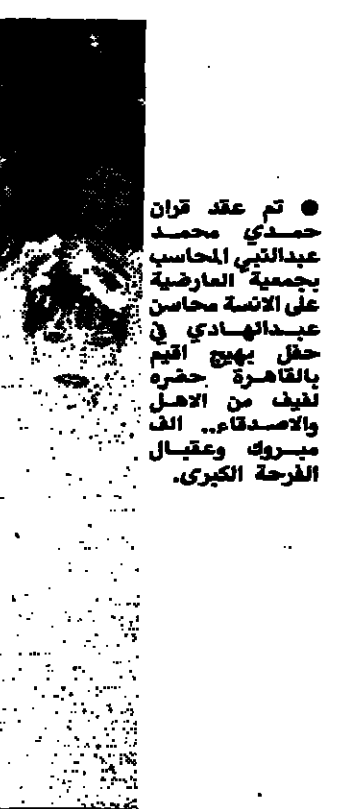 ● تم عقد قران
حمدي محمد
عبدالنبي المحاسب
بجمعية العارضية
على الانسة محاسن
عبدالهادي في
حفل بهيج اقيم
بالقاهرة حضره
لفيف من الاهل
والاصدقاء.. الف
مبروك وعقبال
الفرحة الكبرى.